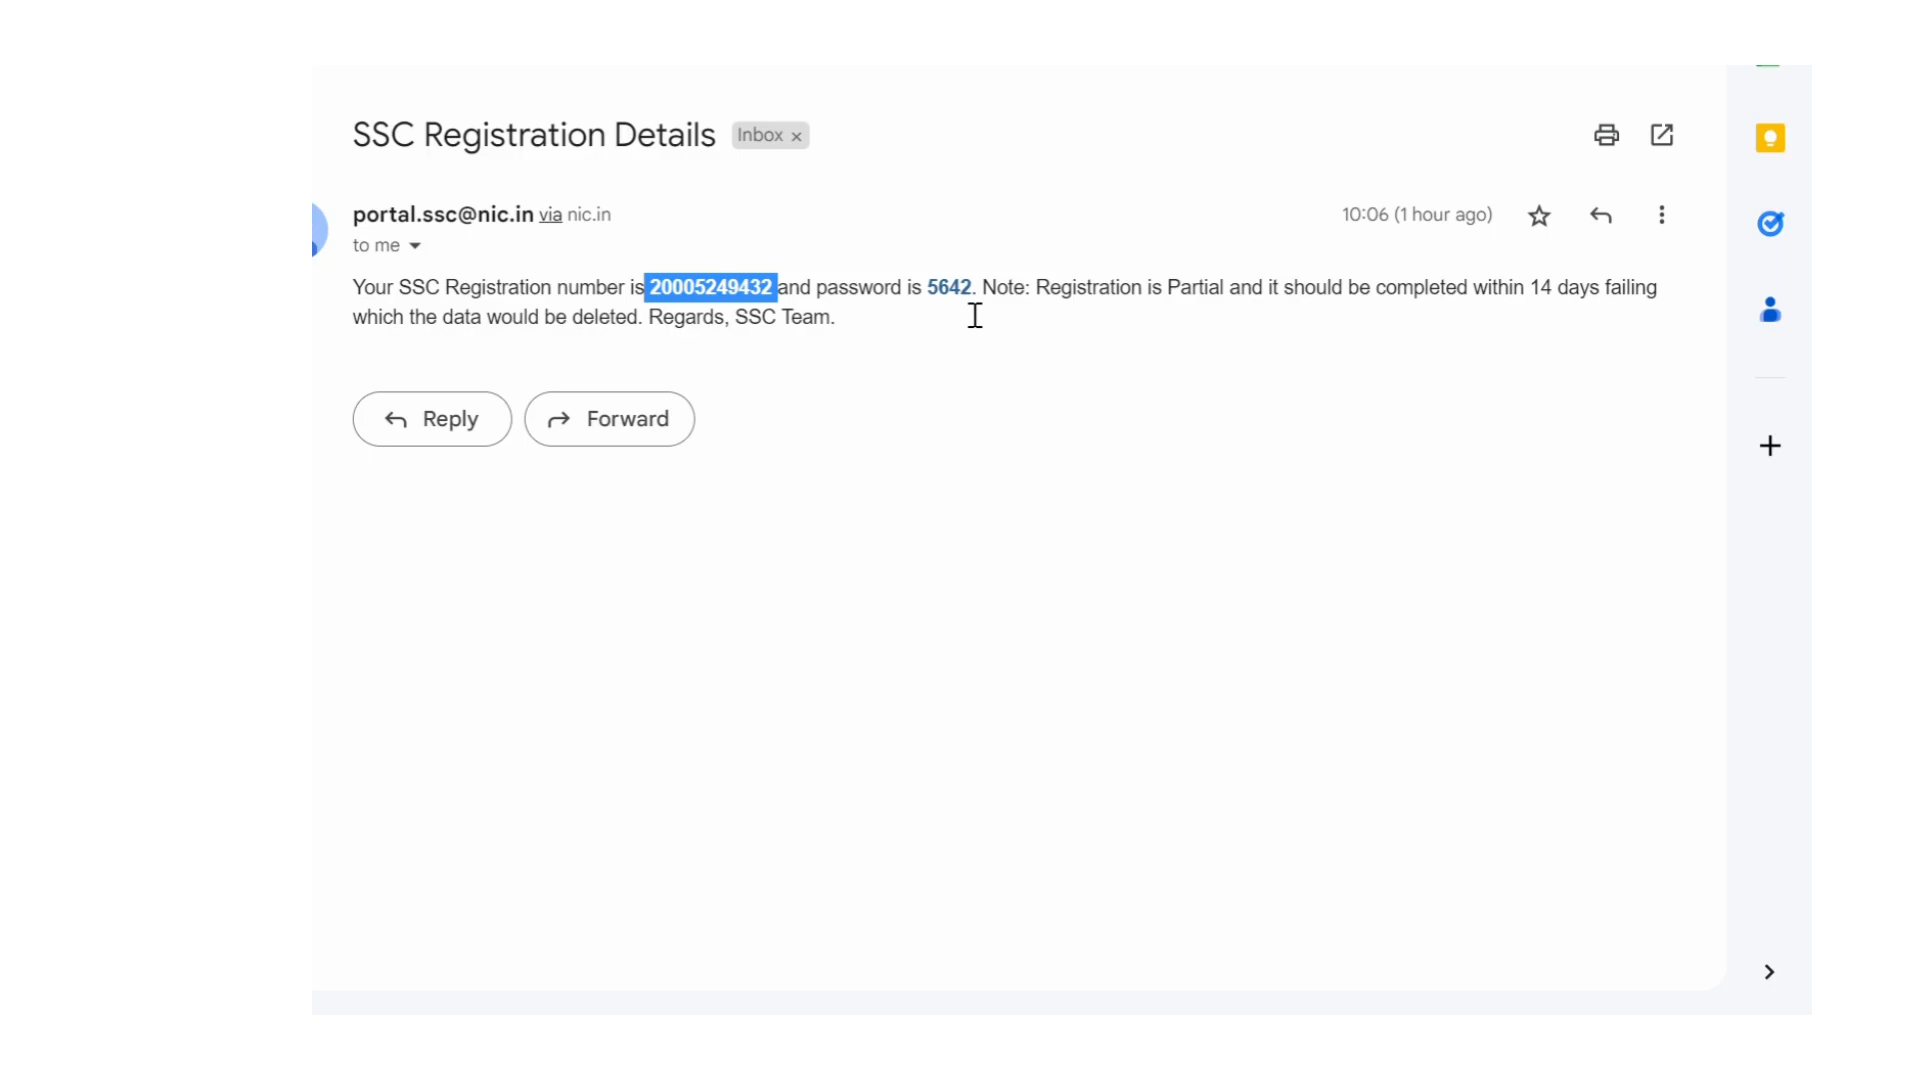 SSC Registration Details Inbox ×
portal.ssc@nic.in via nic.in 10:06 (1 hour ago)
to me
Your SSC Registration number is 20005249432 and password is 5642. Note: Registration is Partial and it should be completed within 14 days failing
which the data would be deleted. Regards, SSC Team.
Reply Forward